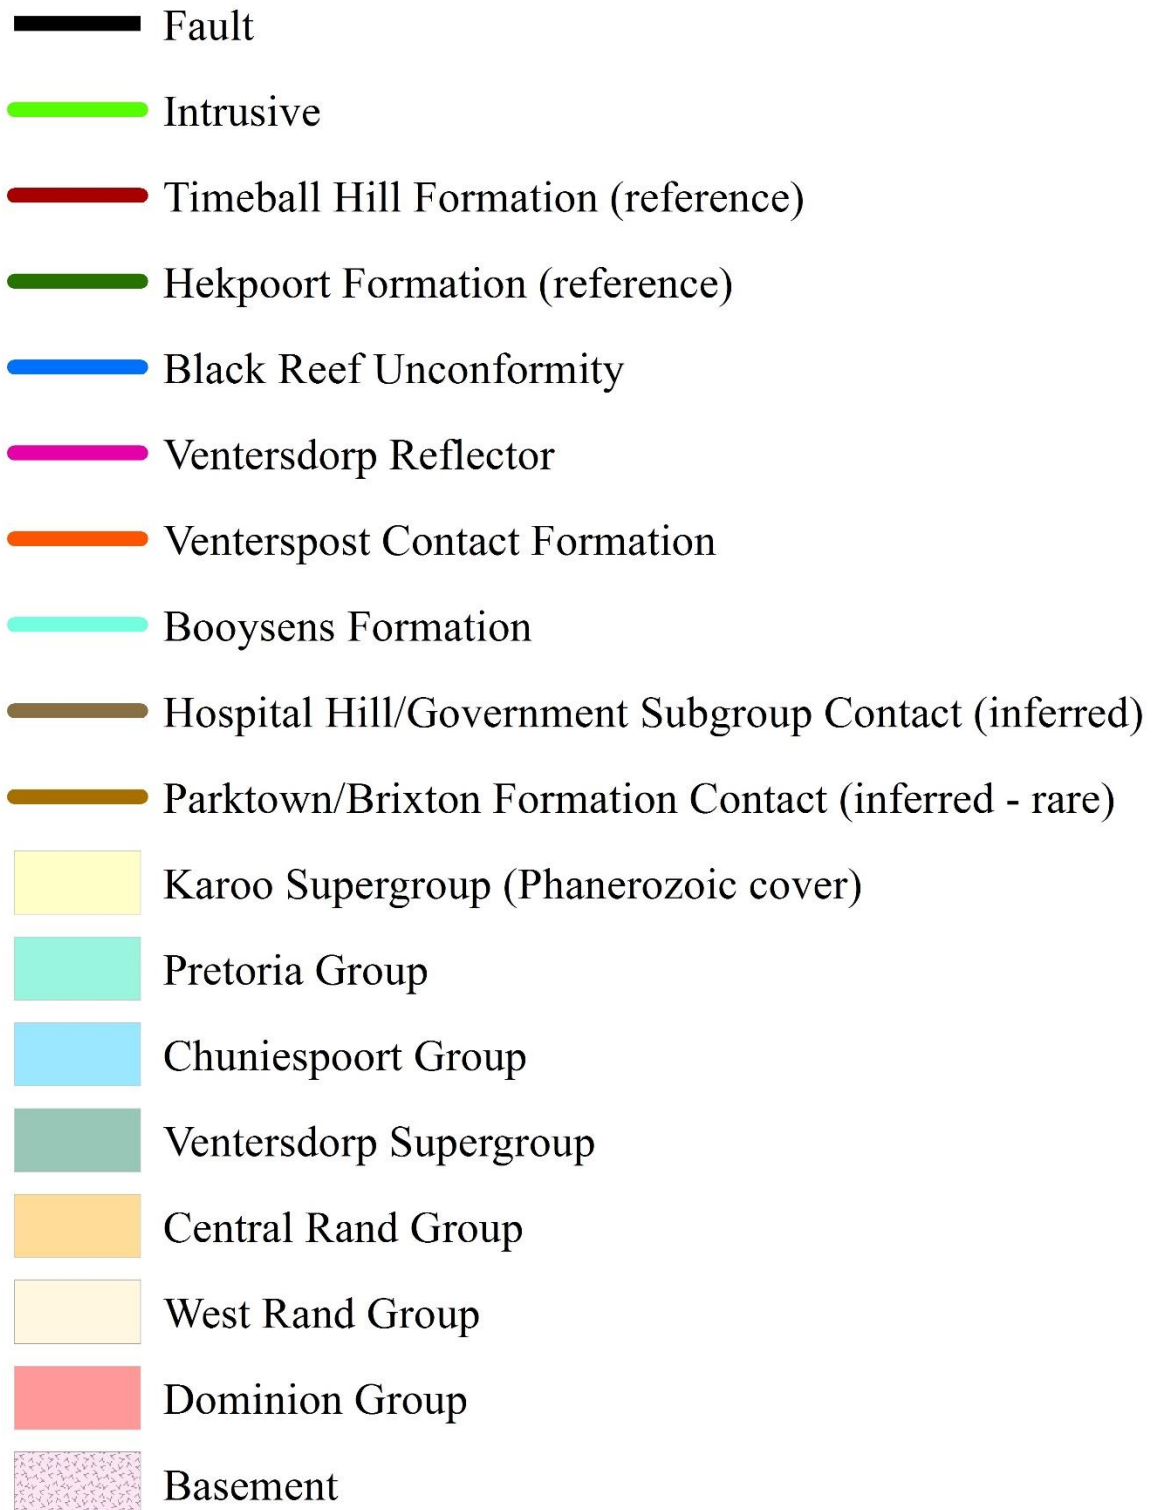 Fault
Intrusive
Timeball Hill Formation (reference)
Hekpoort Formation (reference)
Black Reef Unconformity
Ventersdorp Reflector
Venterspost Contact Formation
Booysens Formation
Hospital Hill/Government Subgroup Contact (inferred)
Parktown/Brixton Formation Contact (inferred - rare)
Karoo Supergroup (Phanerozoic cover)
Pretoria Group
Chuniespoort Group
Ventersdorp Supergroup
Central Rand Group
West Rand Group
Dominion Group
Basement